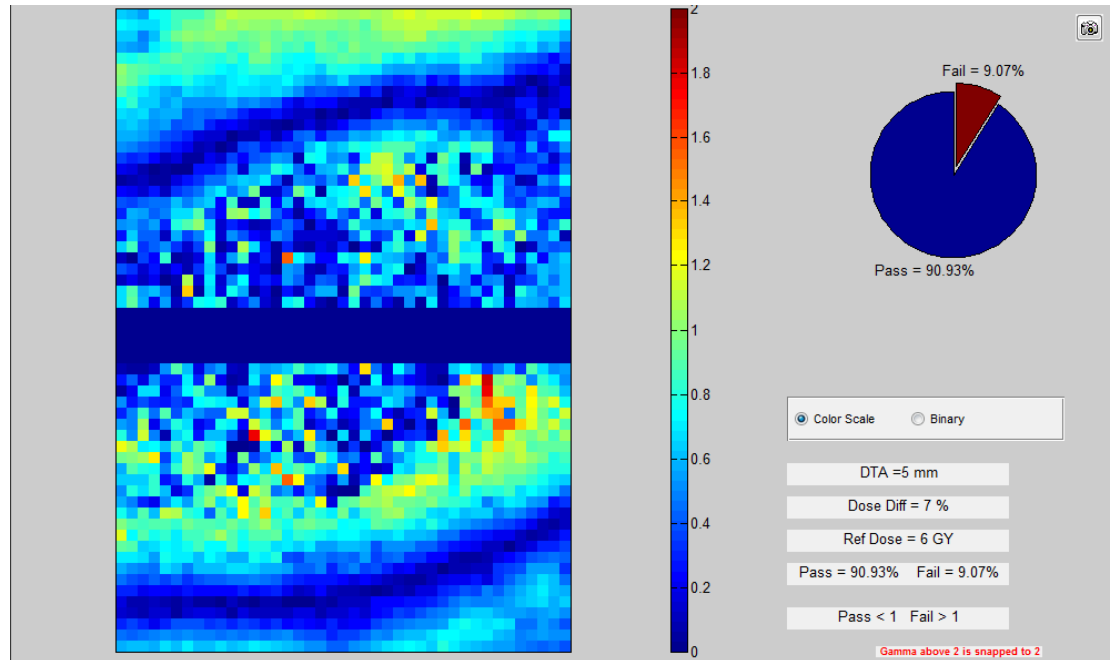 2
1.8
1.6
1.4
1.2
1
0.8
0.6
0.4
0.2
0
Fail = 9.07%
Pass = 90.93%
Color Scale Binary
DTA =5 mm
Dose Diff = 7 %
Ref Dose = 6 GY
Pass = 90.93% Fail = 9.07%
Pass < 1 Fail > 1
Gamma above 2 is snapped to 2